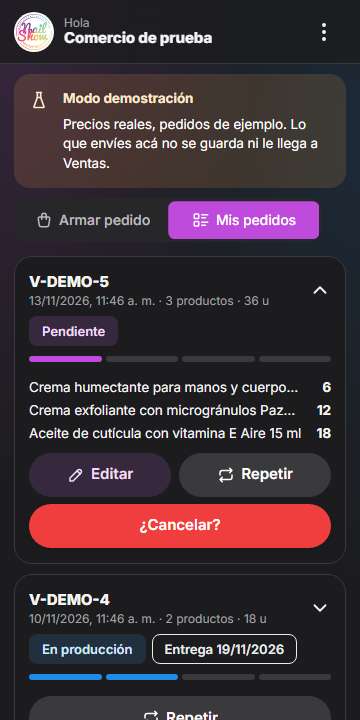 Nail
Show
Hola
Comercio de prueba
Modo demostración
Precios reales, pedidos de ejemplo. Lo
que envíes acá no se guarda ni le llega a
Ventas.
Armar pedido
Mis pedidos
V-DEMO-5
13/11/2026, 11:46 a. m. · 3 productos · 36 u
Pendiente
Crema humectante para manos y cuerpo... 6
Crema exfoliante con microgránulos Paz... 12
Aceite de cutícula con vitamina E Aire 15 ml 18
Editar
Repetir
¿Cancelar?
V-DEMO-4
10/11/2026, 11:46 a. m. · 2 productos · 18 u
En producción
Entrega 19/11/2026
Repetir